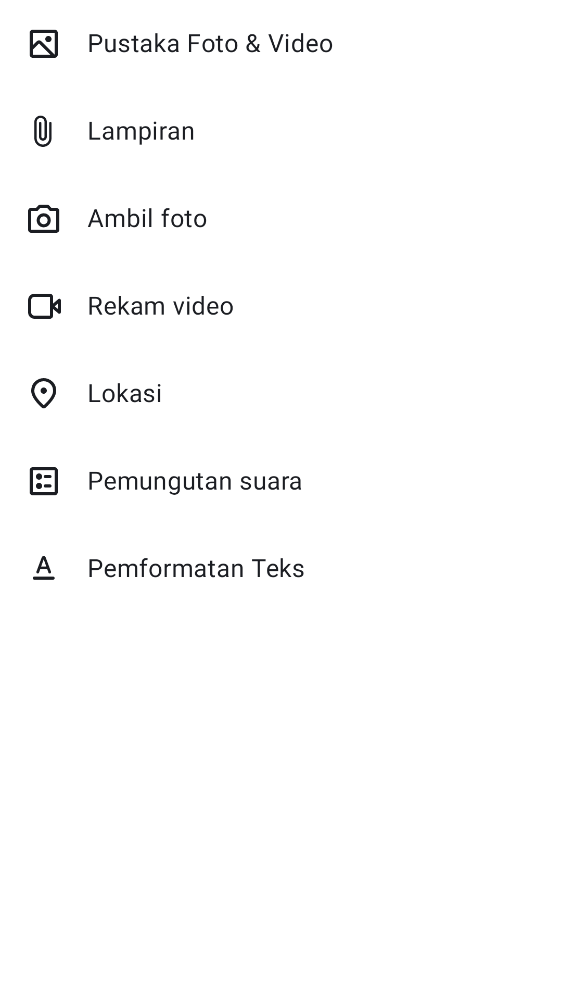 Pustaka Foto & Video
Lampiran
Ambil foto
Rekam video
Lokasi
Pemungutan suara
Pemformatan Teks